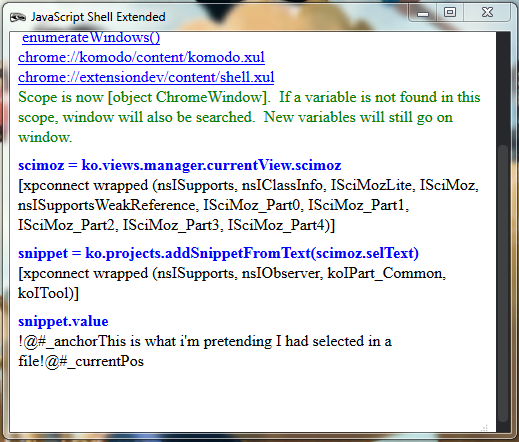 JavaScript Shell Extended
enumerateWindows()
chrome://komodo/content/komodo.xul
chrome://extensiondev/content/shell.xul
Scope is now [object ChromeWindow].  If a variable is not found in this
scope, window will also be searched.  New variables will still go on
window.
scimoz = ko.views.manager.currentView.scimoz
[xpconnect wrapped (nsISupports, nsIClassInfo, ISciMozLite, ISciMoz,
nsISupportsWeakReference, ISciMoz_Part0, ISciMoz_Part1,
ISciMoz_Part2, ISciMoz_Part3, ISciMoz_Part4)]
snippet = ko.projects.addSnippetFromText(scimoz.selText)
[xpconnect wrapped (nsISupports, nsIObserver, koIPart_Common,
koITool)]
snippet.value
!@#_anchorThis is what i'm pretending I had selected in a
file!@#_currentPos